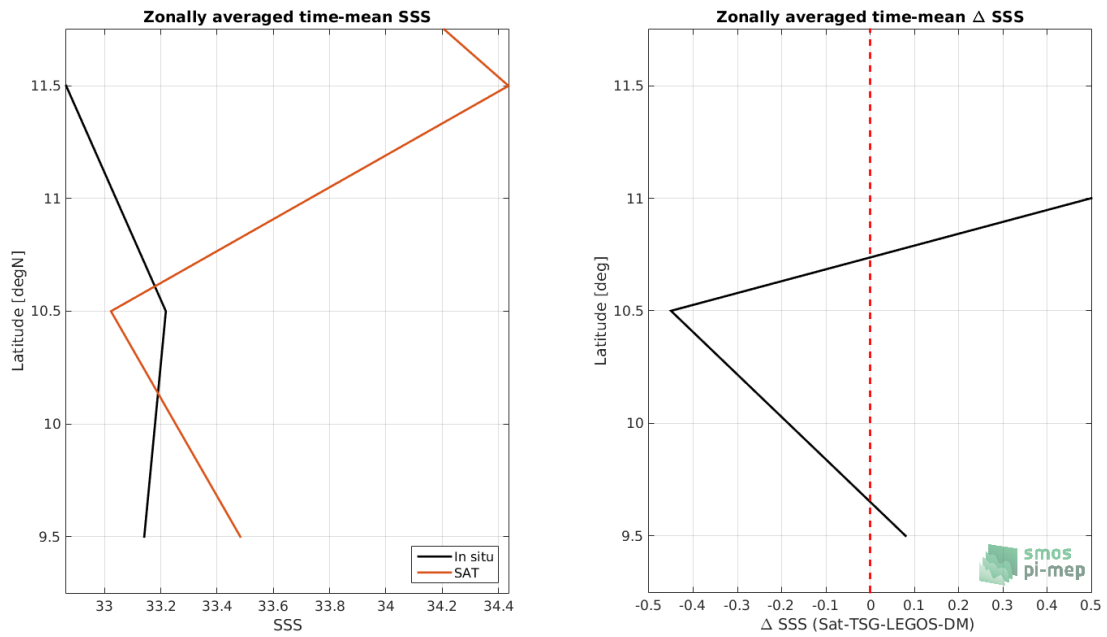 Zonally averaged time-mean SSS
11.5
11
10.5
10
9.5
Latitude [degN]
33
33.2
33.4
33.6
33.8
34
34.2
34.4
SSS
In situ
SAT
Zonally averaged time-mean Δ SSS
11.5
11
10.5
10
9.5
Latitude [deg]
-0.5
-0.4
-0.3
-0.2
-0.1
0
0.1
0.2
0.3
0.4
0.5
Δ SSS (Sat-TSG-LEGOS-DM)
smos
pi-mep